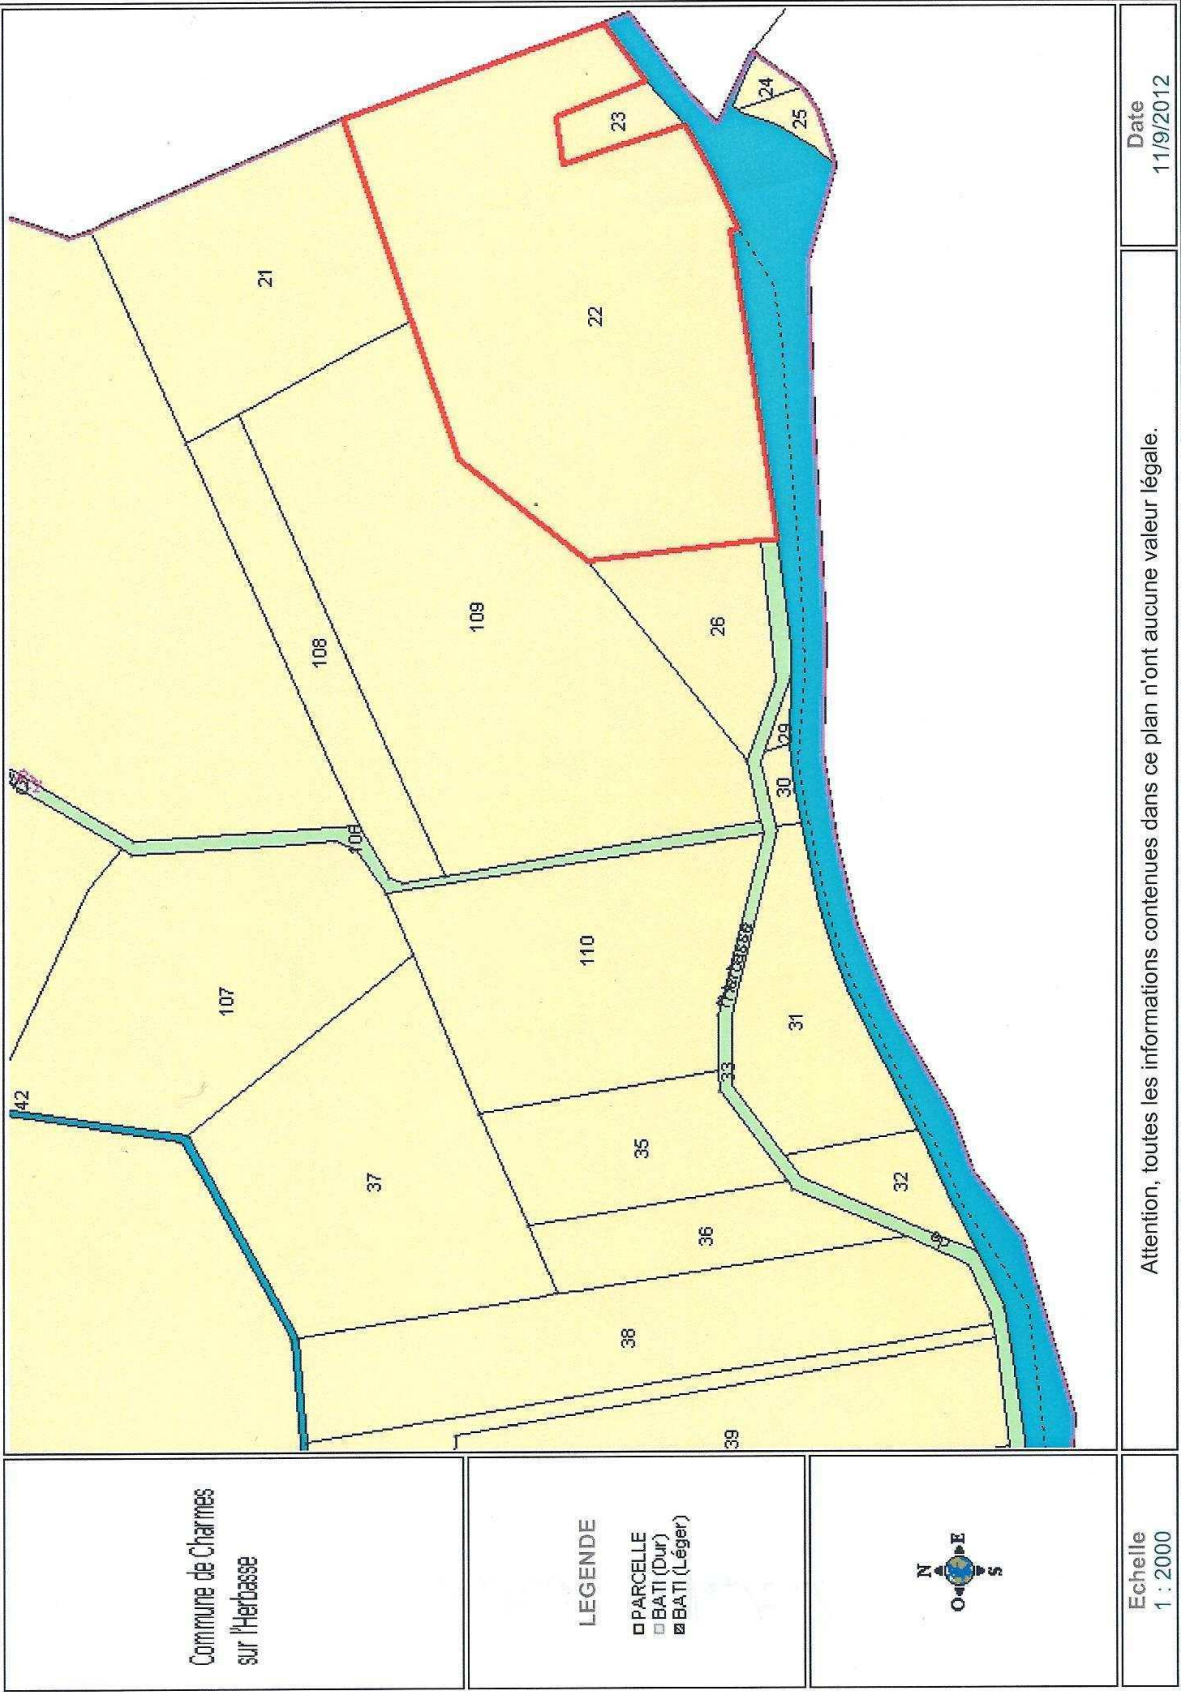 Commune de Charmes
sur l'Herbasse
LEGENDE
PARCELLE
BATI (Dur)
BATI (Léger)
N
O E
S
Echelle
1 : 2000
42
107
106
108
21
37
109
110
22
23
24
25
26
35
36
33
l'Herbasse
30
29
31
32
38
39
Attention, toutes les informations contenues dans ce plan n'ont aucune valeur légale.
Date
11/9/2012